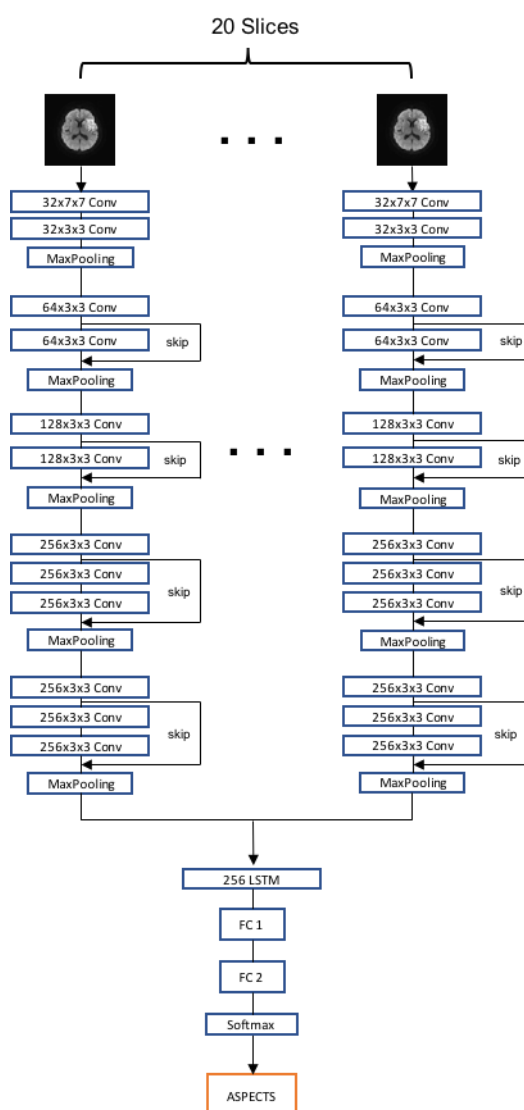 20 Slices
32x7x7 Conv
32x3x3 Conv
MaxPooling
64x3x3 Conv
64x3x3 Conv
skip
MaxPooling
128x3x3 Conv
128x3x3 Conv
skip
MaxPooling
256x3x3 Conv
256x3x3 Conv
skip
256x3x3 Conv
MaxPooling
256x3x3 Conv
256x3x3 Conv
skip
256x3x3 Conv
MaxPooling
32x7x7 Conv
32x3x3 Conv
MaxPooling
64x3x3 Conv
64x3x3 Conv
skip
MaxPooling
128x3x3 Conv
128x3x3 Conv
skip
MaxPooling
256x3x3 Conv
256x3x3 Conv
skip
256x3x3 Conv
MaxPooling
256x3x3 Conv
256x3x3 Conv
skip
256x3x3 Conv
MaxPooling
256 LSTM
FC 1
FC 2
Softmax
ASPECTS